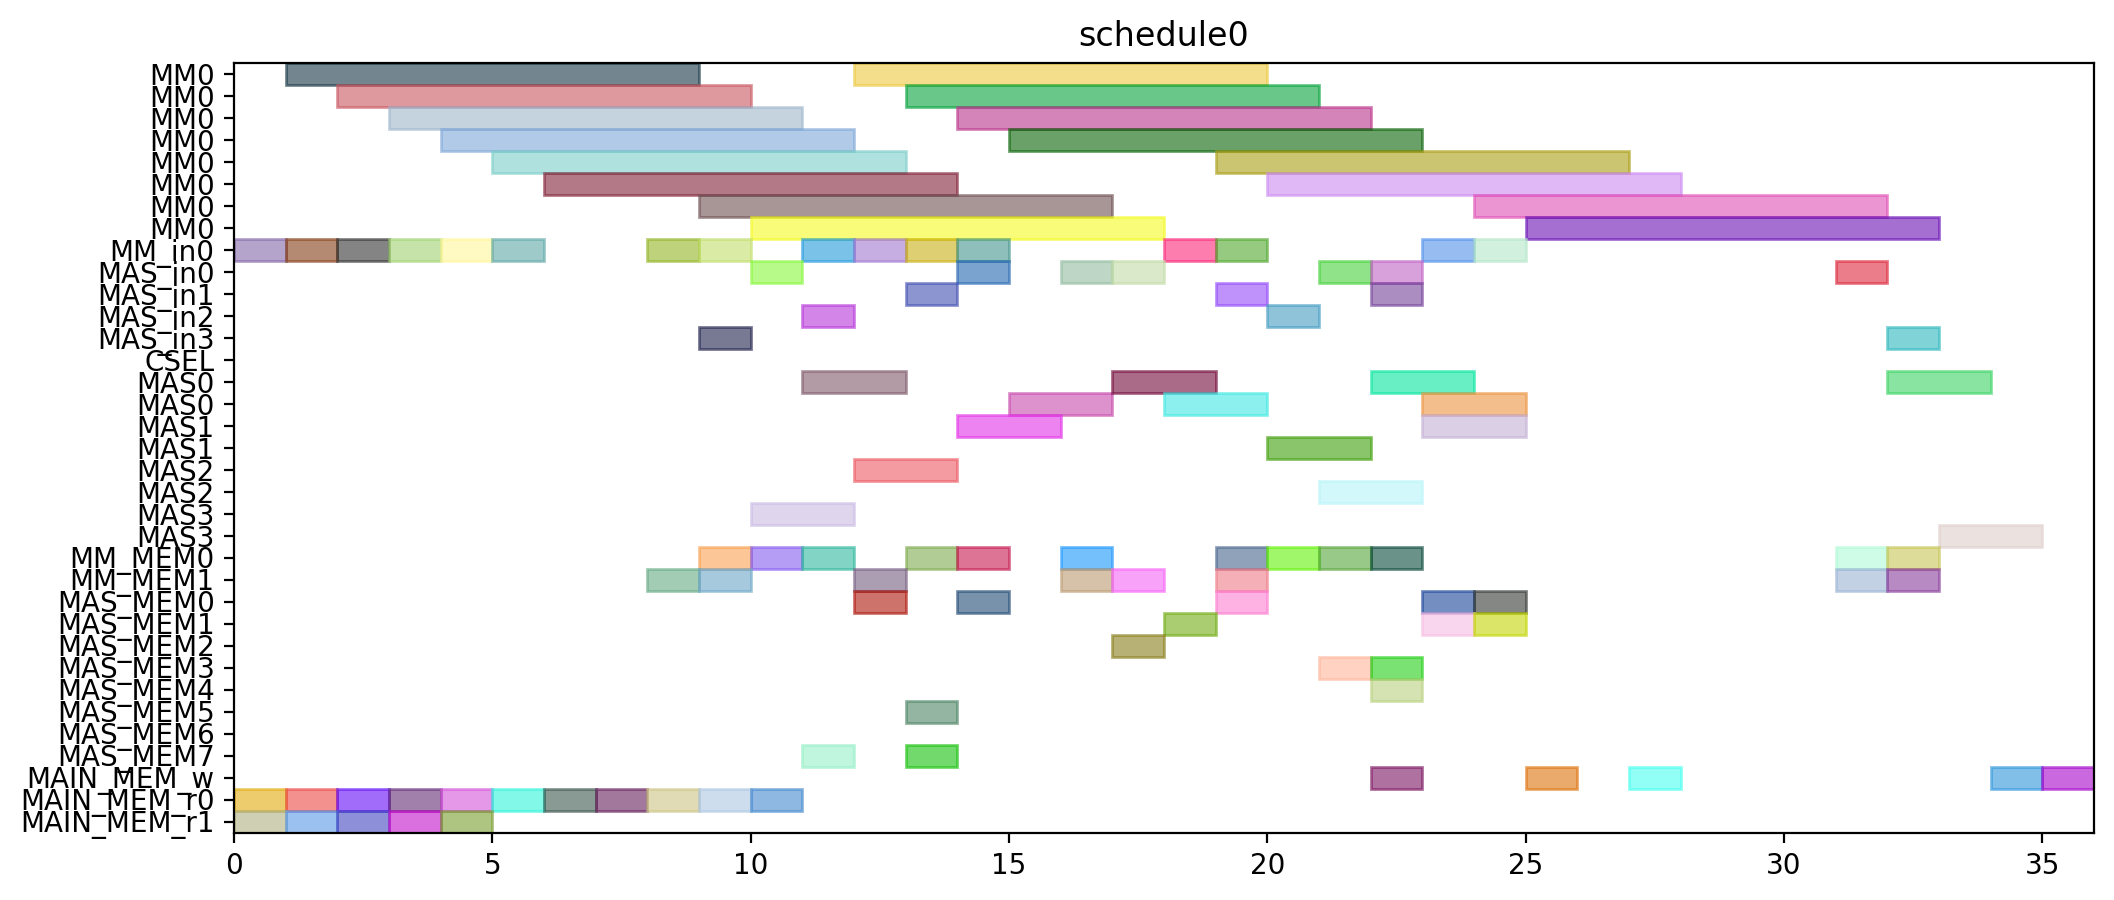 schedule0
MM0
MM0
MM0
MM0
MM0
MM0
MM0
MM0
MM_in0
MAS_in0
MAS_in1
MAS_in2
MAS_in3
CSEL
MAS0
MAS0
MAS1
MAS1
MAS2
MAS2
MAS3
MAS3
MM_MEM0
MM_MEM1
MAS_MEM0
MAS_MEM1
MAS_MEM2
MAS_MEM3
MAS_MEM4
MAS_MEM5
MAS_MEM6
MAS_MEM7
MAIN_MEM_w
MAIN_MEM_r0
MAIN_MEM_r1
0 5 10 15 20 25 30 35